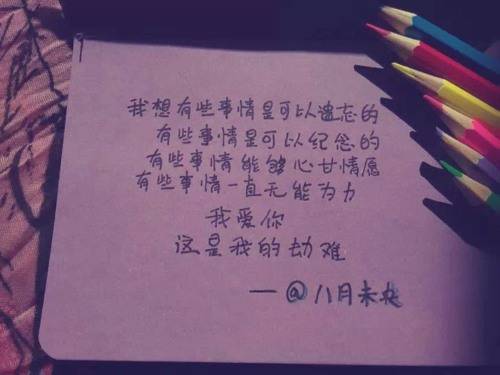 我想有些事情是可以遗忘的
有些事情是可以纪念的
有些事情能够心甘情愿
有些事情一直无能为力
我爱你
这是我的劫难
—@八月未央